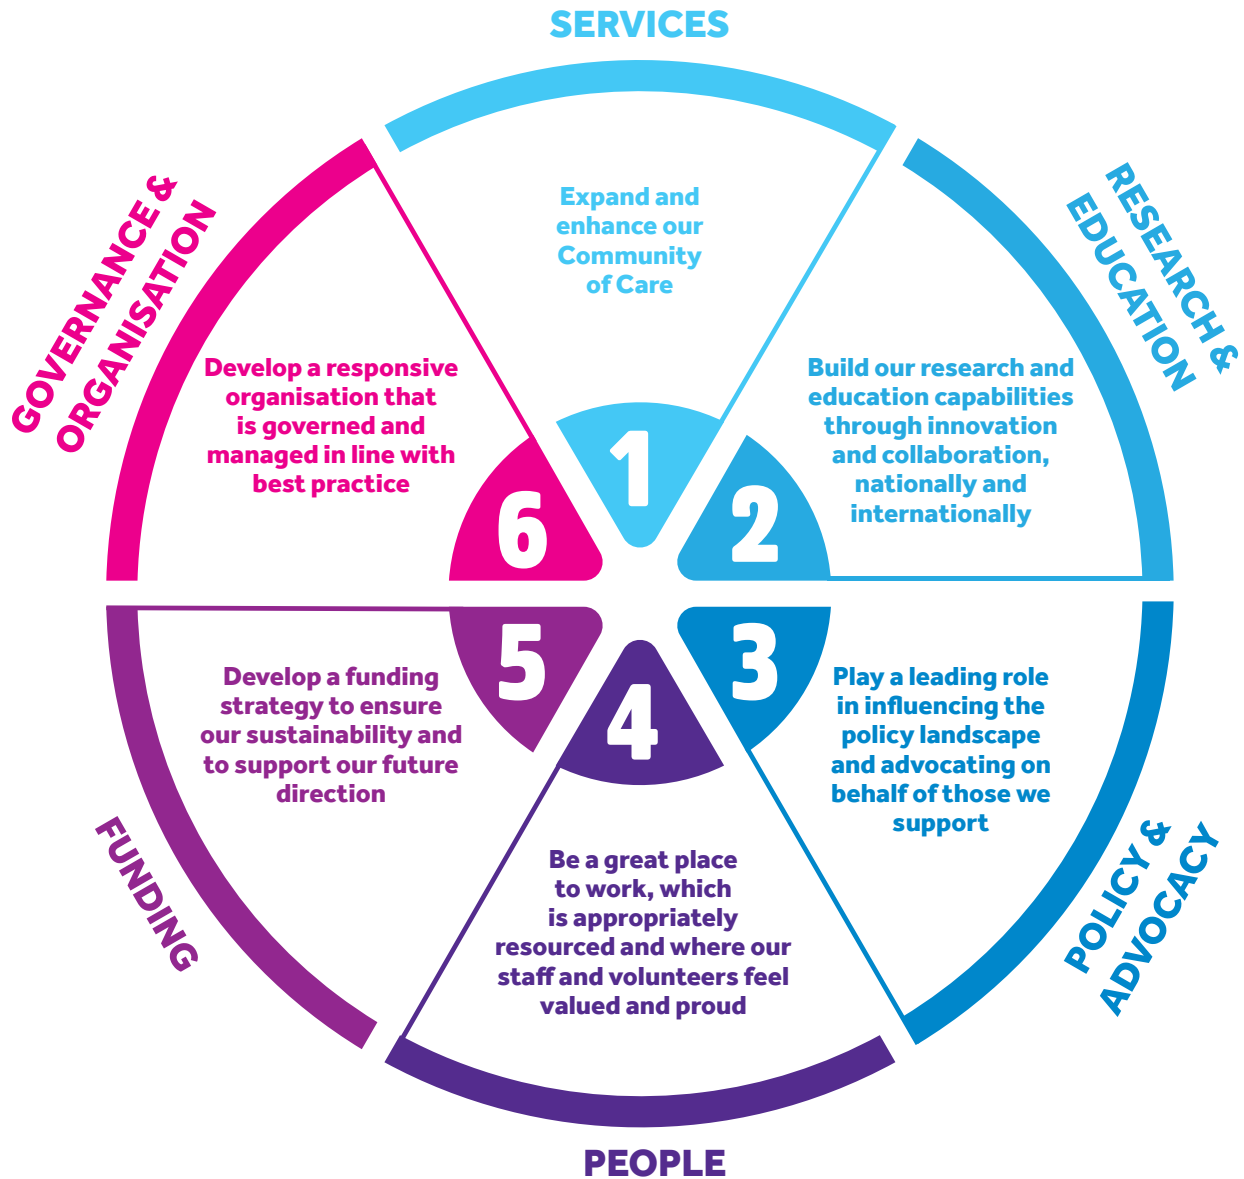 SERVICES
Expand and
enhance our
Community
of Care
1
RESEARCH &
EDUCATION
Build our research and
education capabilities
through innovation
and collaboration,
nationally and
internationally
2
POLICY &
ADVOCACY
3
Play a leading role
in influencing the
policy landscape
and advocating on
behalf of those we
support
4
Be a great place
to work, which
is appropriately
resourced and where our
staff and volunteers feel
valued and proud
PEOPLE
5
Develop a funding
strategy to ensure
our sustainability and
to support our future
direction
FUNDING
GOVERNANCE &
ORGANISATION
Develop a responsive
organisation that
is governed and
managed in line with
best practice
6